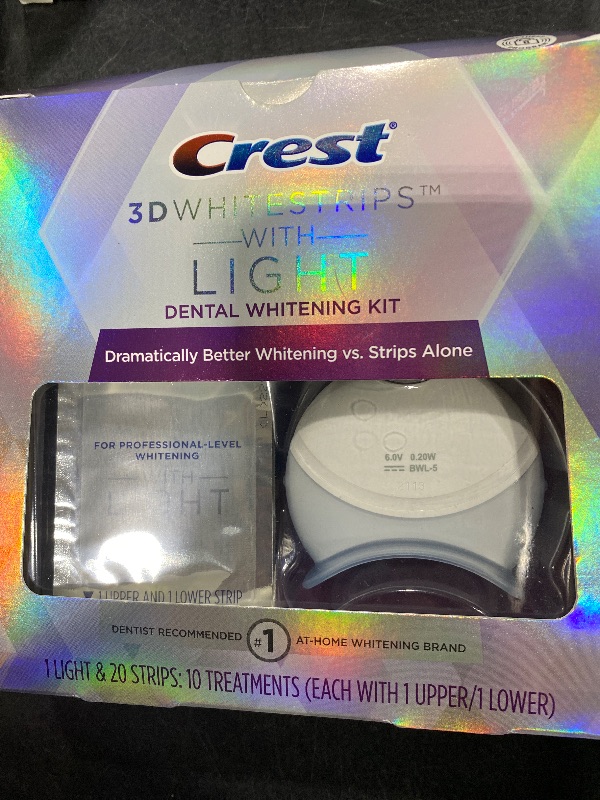 Crest®
3D WHITESTRIPS™
WITH
LIGHT
DENTAL WHITENING KIT
Dramatically Better Whitening vs. Strips Alone
FOR PROFESSIONAL-LEVEL
WHITENING
WITH
LIGHT
1 UPPER AND 1 LOWER STRIP
6.0V 0.20W
BWL-5
DENTIST RECOMMENDED #1 AT-HOME WHITENING BRAND
1 LIGHT & 20 STRIPS: 10 TREATMENTS (EACH WITH 1 UPPER/1 LOWER)